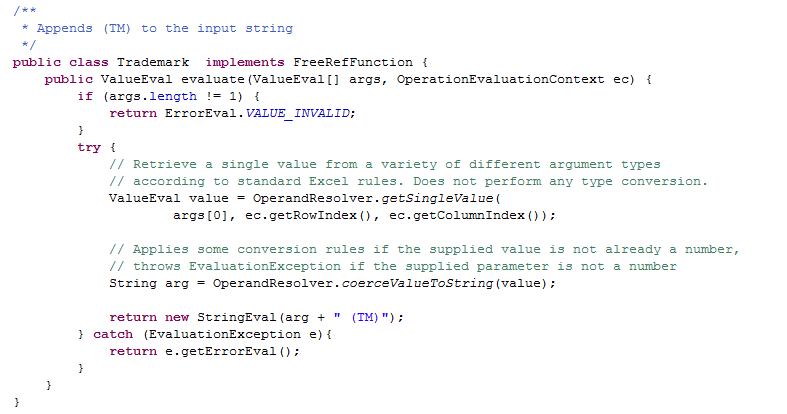 /**
 * Appends (TM) to the input string
 */
public class Trademark  implements FreeRefFunction {
    public ValueEval evaluate(ValueEval[] args, OperationEvaluationContext ec) {
        if (args.length != 1) {
            return ErrorEval.VALUE_INVALID;
        }
        try {
            // Retrieve a single value from a variety of different argument types
            // according to standard Excel rules. Does not perform any type conversion.
            ValueEval value = OperandResolver.getSingleValue(
                    args[0], ec.getRowIndex(), ec.getColumnIndex());

            // Applies some conversion rules if the supplied value is not already a number,
            // throws EvaluationException if the supplied parameter is not a number
            String arg = OperandResolver.coerceValueToString(value);

            return new StringEval(arg + " (TM)");
        } catch (EvaluationException e){
            return e.getErrorEval();
        }
    }
}